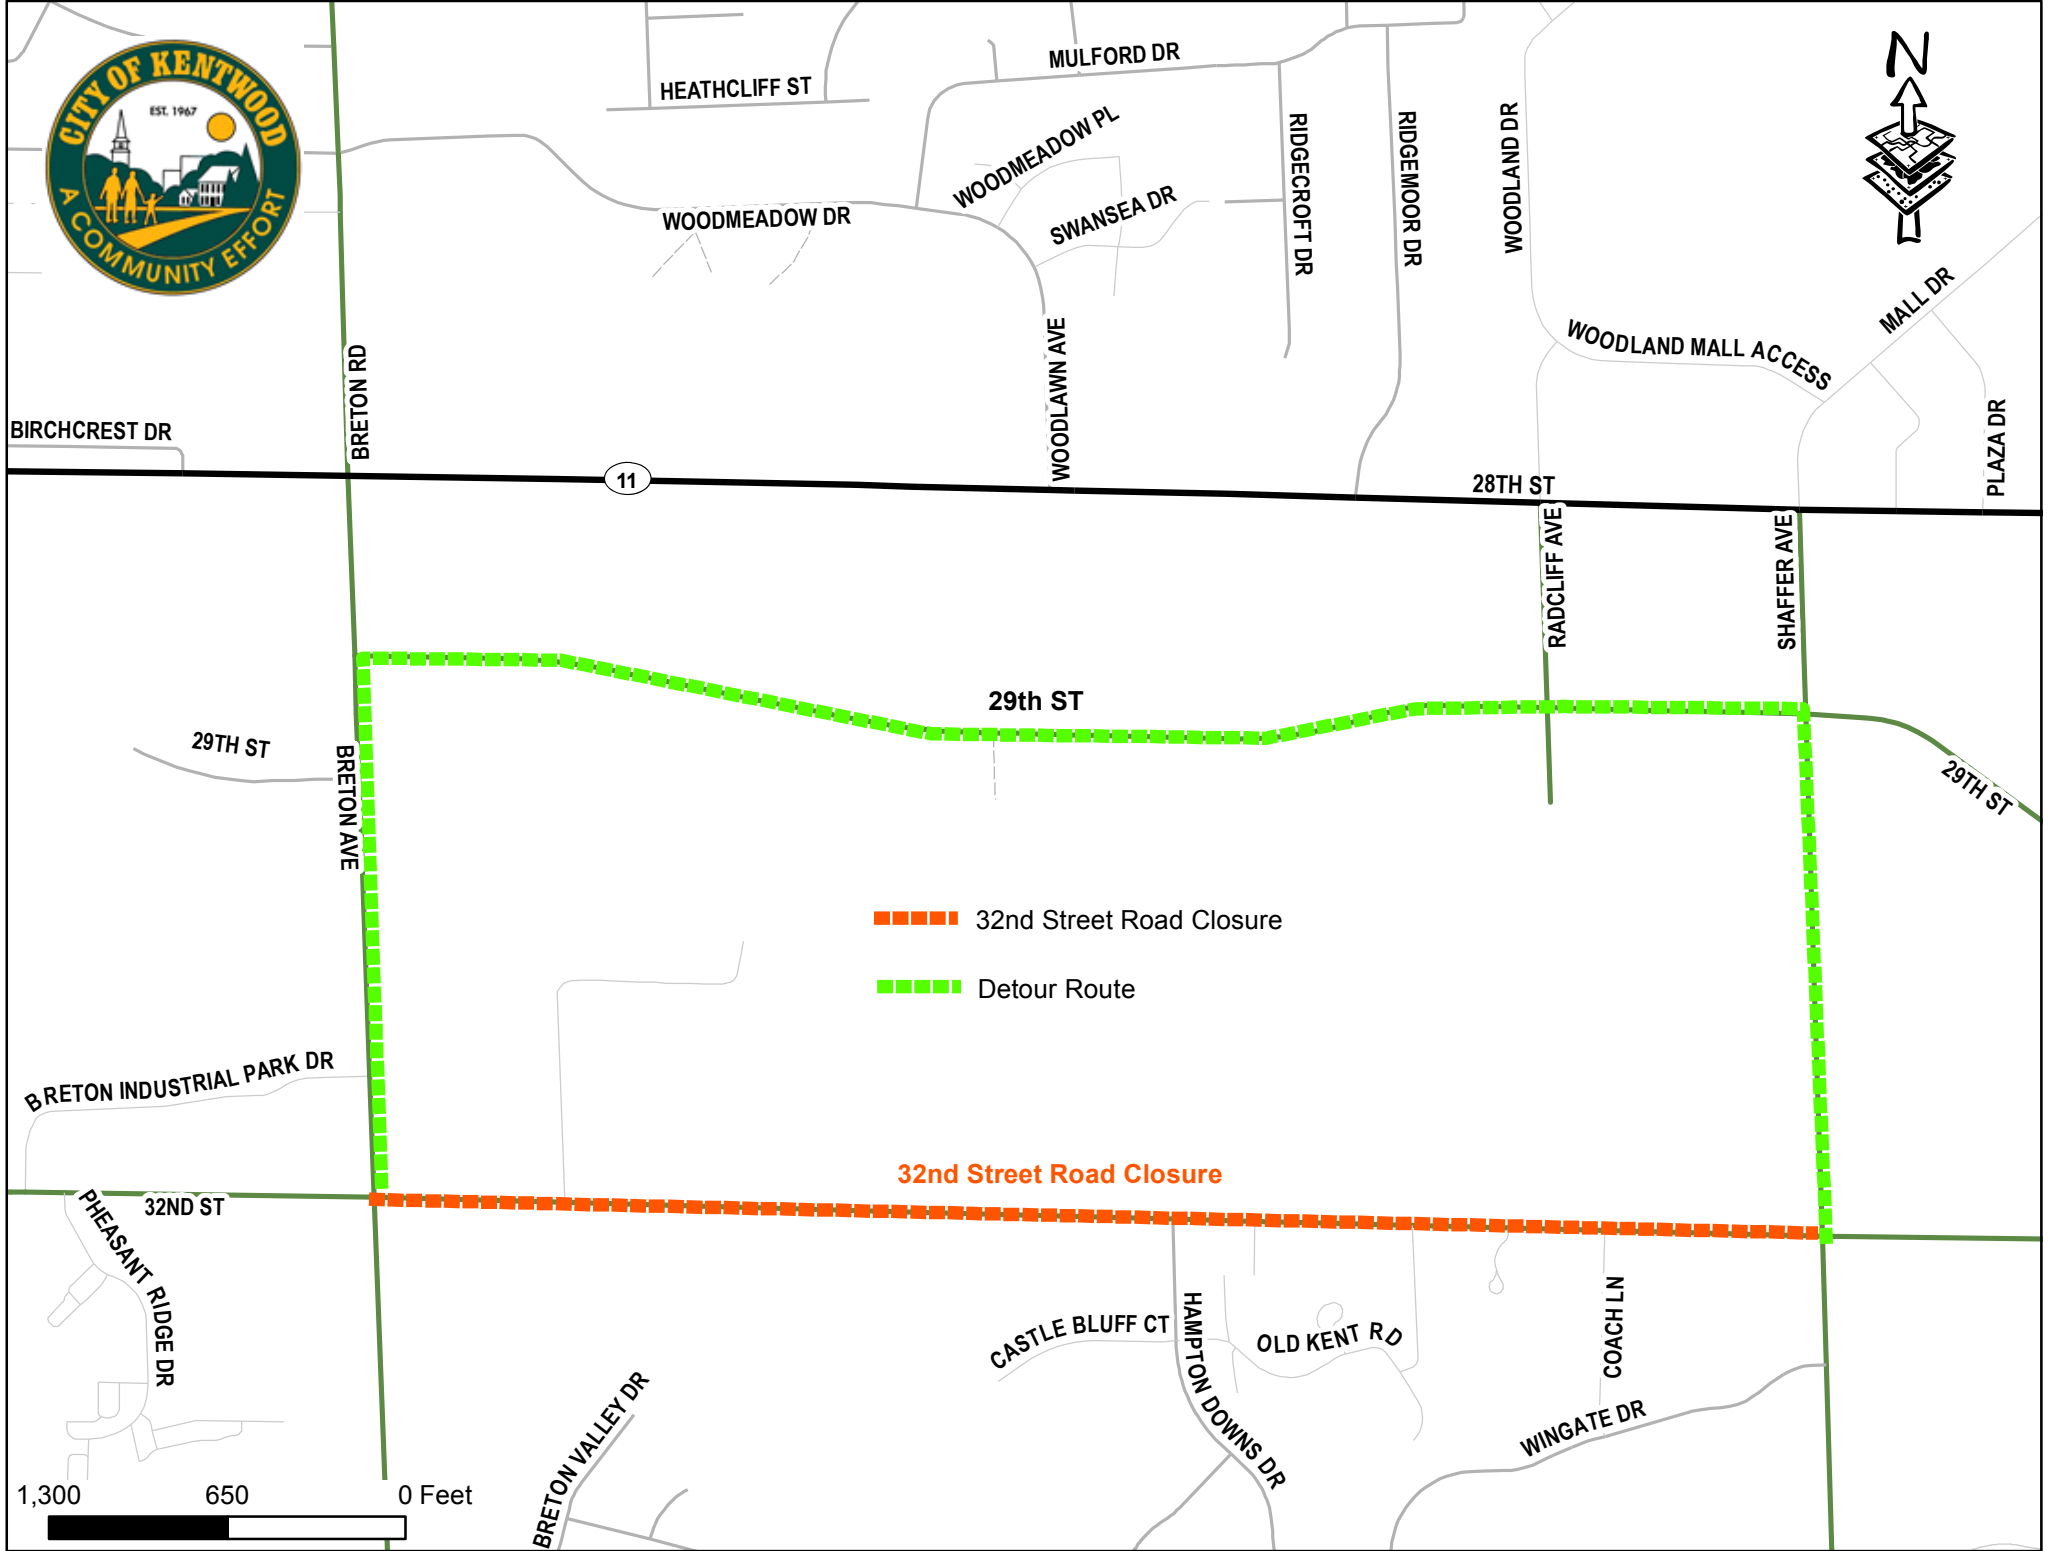 CITY OF KENTWOOD
EST. 1967
A COMMUNITY EFFORT
N
MULFORD DR
HEATHCLIFF ST
WOODMEADOW PL
SWANSEA DR
WOODMEADOW DR
RIDGECROFT DR
RIDGEMOOR DR
WOODLAND DR
MALL DR
WOODLAND MALL ACCESS
BRETON RD
WOODLAWN AVE
BIRCHCREST DR
PLAZA DR
11
28TH ST
RADCLIFF AVE
SHAFFER AVE
29th ST
29TH ST
BRETON AVE
29TH ST
32nd Street Road Closure
Detour Route
BRETON INDUSTRIAL PARK DR
32nd Street Road Closure
32ND ST
PHEASANT RIDGE DR
CASTLE BLUFF CT
HAMPTON DOWNS DR
OLD KENT RD
COACH LN
WINGATE DR
BRETON VALLEY DR
1,300 650 0 Feet